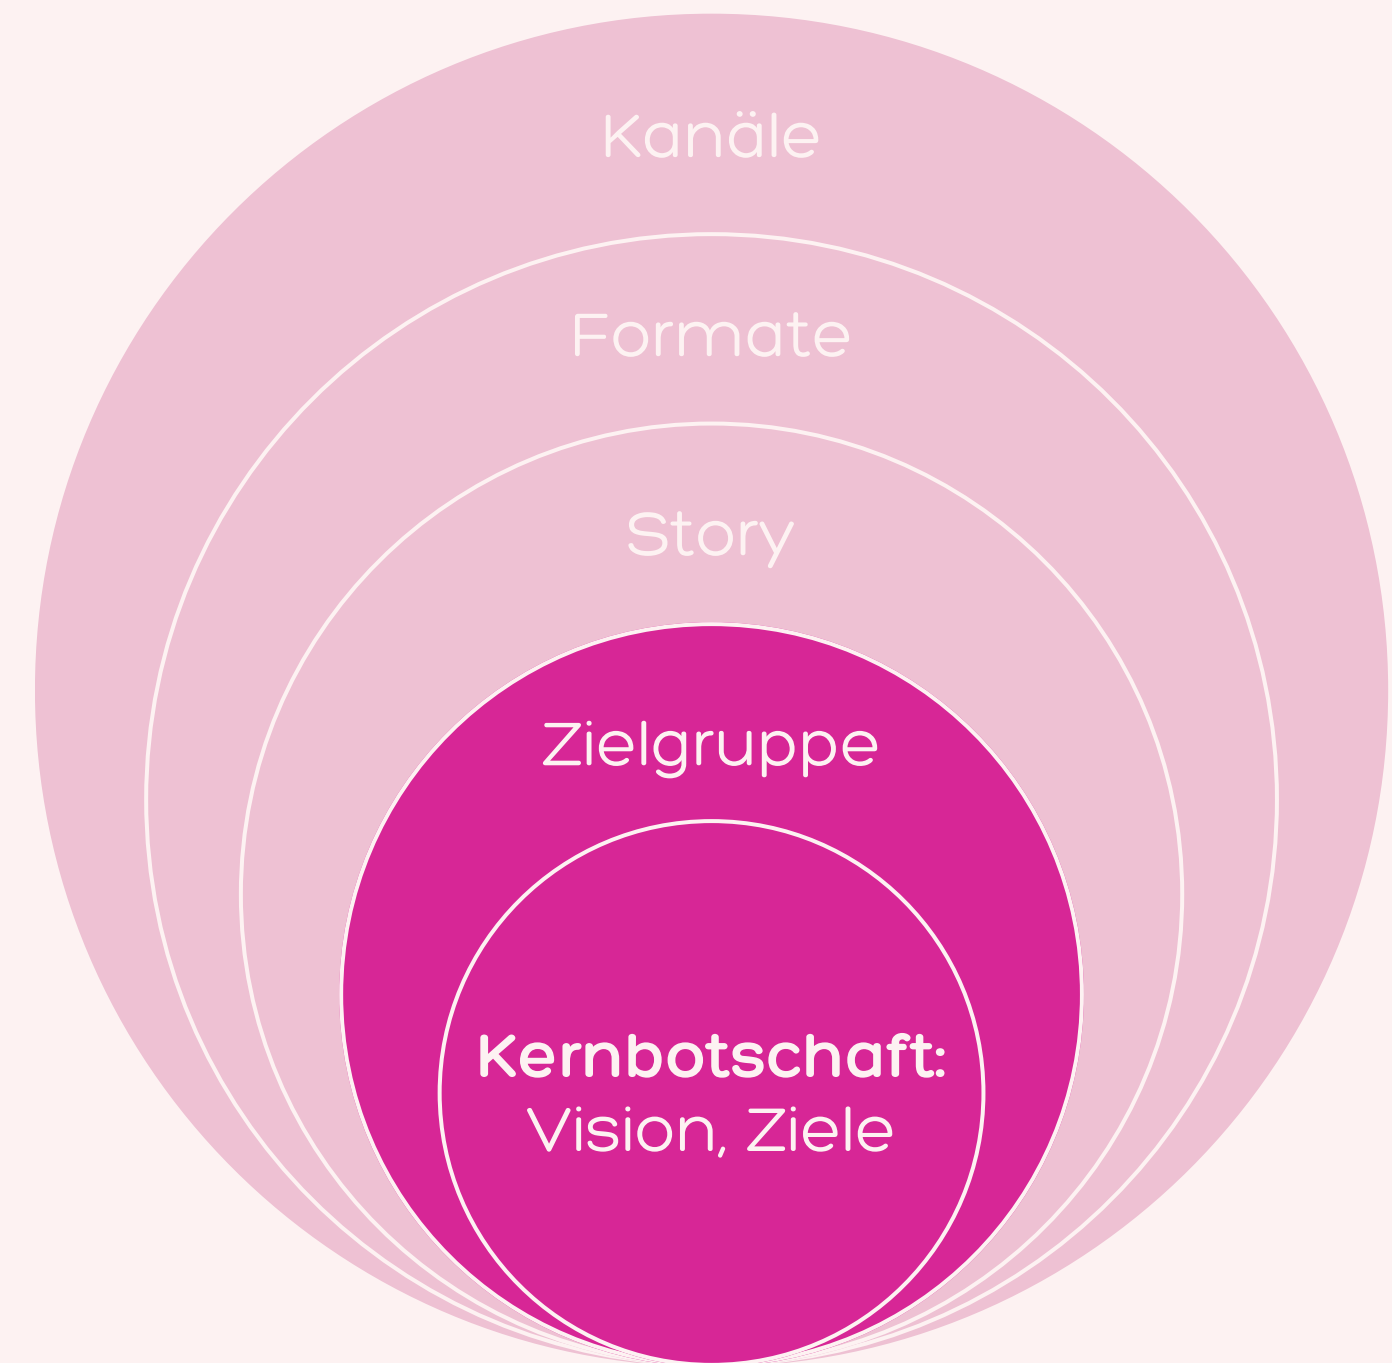 Kanäle
Formate
Story
Zielgruppe
Kernbotschaft:
Vision, Ziele